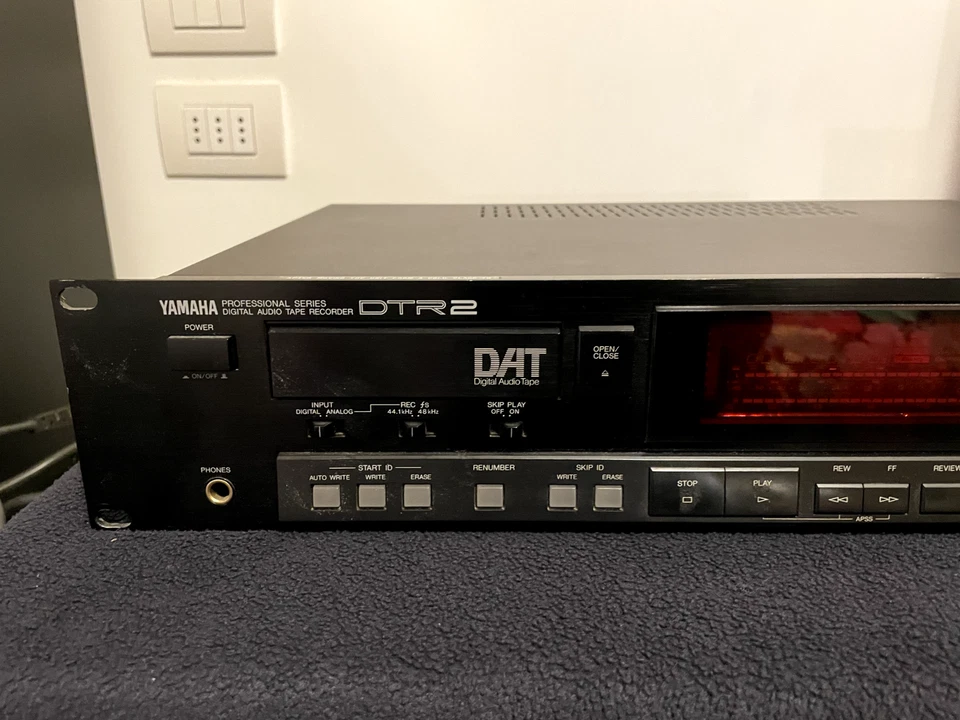 YAMAHA PROFESSIONAL SERIES
DIGITAL AUDIO TAPE RECORDER DTR2
POWER
ON/OFF
DAT
Digital Audio Tape
OPEN/
CLOSE
INPUT
DIGITAL ANALOG
REC fs
44.1kHz 48kHz
SKIP PLAY
OFF ON
PHONES
START ID
AUTO WRITE WRITE ERASE
RENUMBER
SKIP ID
WRITE ERASE
STOP
PLAY
REW
FF
REVIEW
APSS